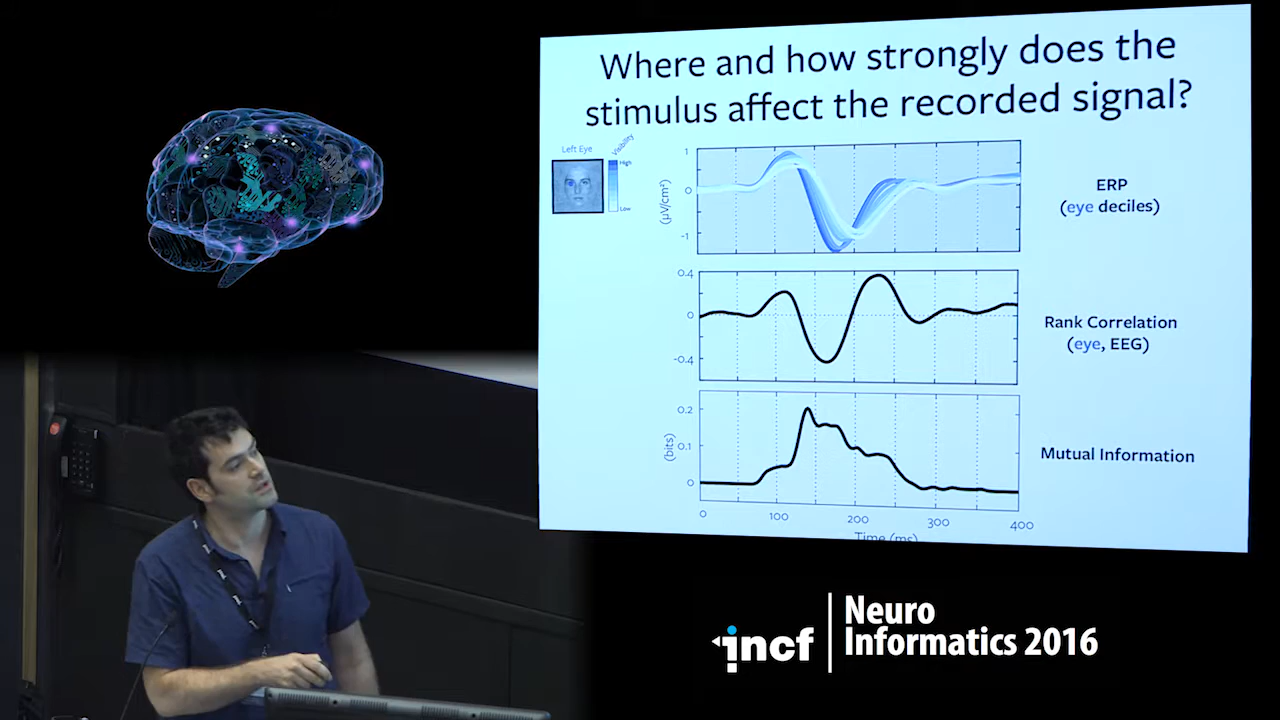 Where and how strongly does the
stimulus affect the recorded signal?
Left Eye
Visibility
High
Low
1
0
-1
(µV/cm²)
ERP
(eye deciles)
0.4
0
-0.4
Rank Correlation
(eye, EEG)
0.2
0.1
0
(bits)
Mutual Information
0
100
200
300
400
Time (ms)
incf
Neuro
Informatics 2016